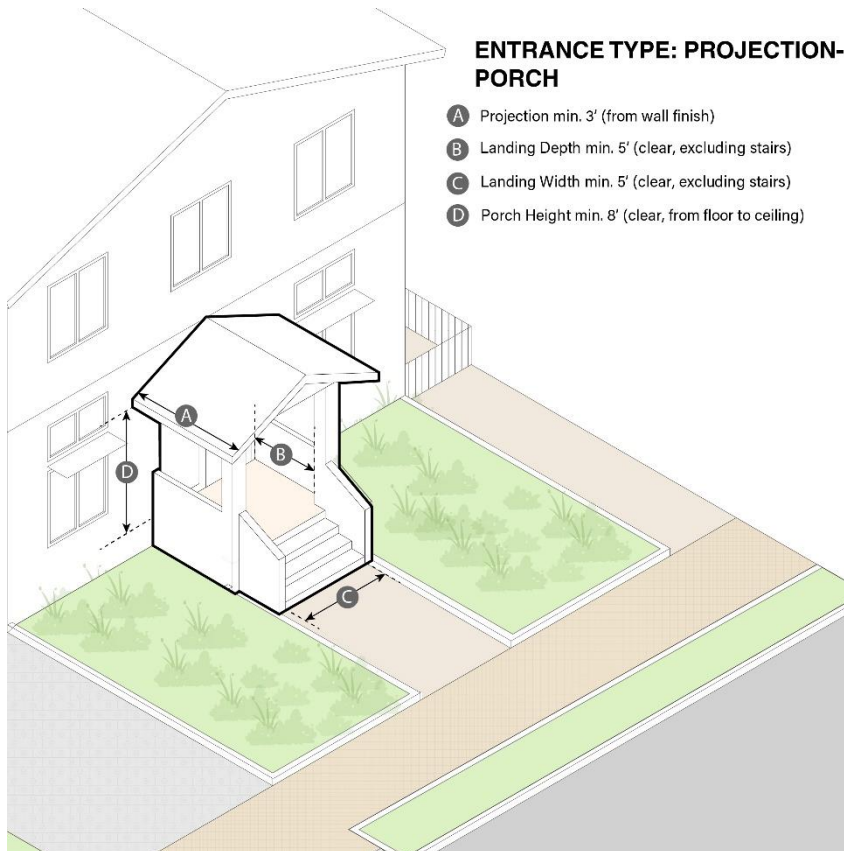 ENTRANCE TYPE: PROJECTION-
PORCH
A Projection min. 3' (from wall finish)
B Landing Depth min. 5' (clear, excluding stairs)
C Landing Width min. 5' (clear, excluding stairs)
D Porch Height min. 8' (clear, from floor to ceiling)
A
B
D
C